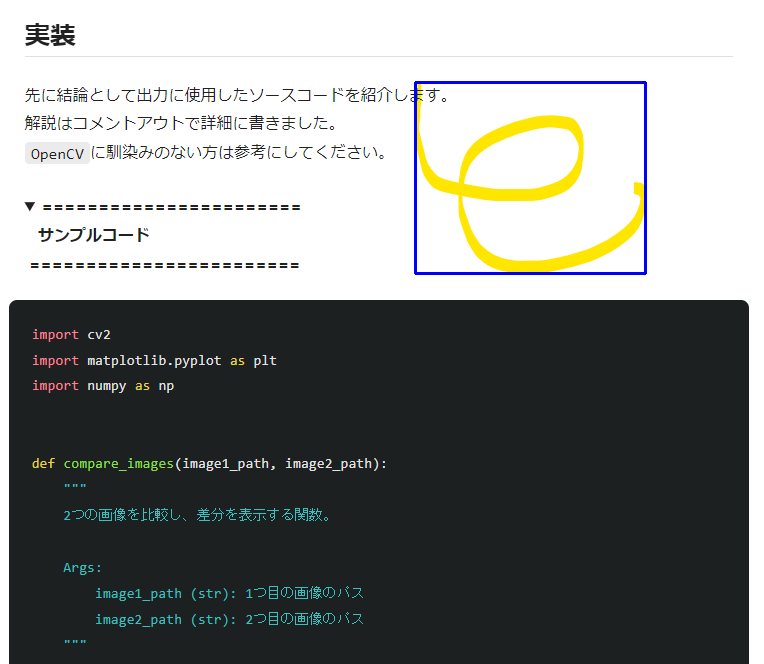 実装
先に結論として出力に使用したソースコードを紹介します。
解説はコメントアウトで詳細に書きました。
OpenCVに馴染みのない方は参考にしてください。
▼ =======================
サンプルコード
========================
import cv2
import matplotlib.pyplot as plt
import numpy as np
def compare_images(image1_path, image2_path):
"""
2つの画像を比較し、差分を表示する関数。
Args:
image1_path (str): 1つ目の画像のパス
image2_path (str): 2つ目の画像のパス
"""